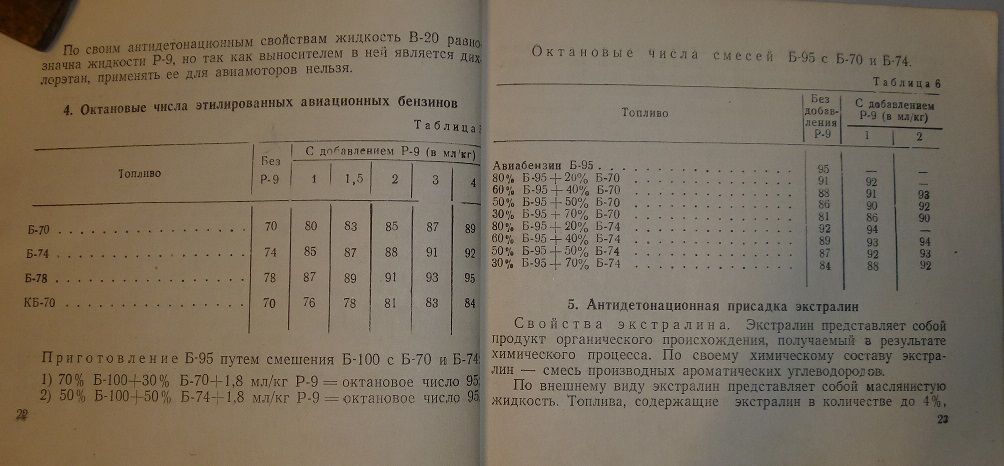 По своим антидетонационным свойствам жидкость В-20 равно-
значна жидкости Р-9, но так как выносителем в ней является дих-
лорэтан, применять ее для авиамоторов нельзя.
4. Октановые числа этилированных авиационных бензинов
Таблица
Топливо | Без Р-9 | С добавлением Р-9 (в мл/кг)
1 | 1,5 | 2 | 3 | 4
Б-70 . . . . . . . . . . . . . . . . 70 80 83 85 87 89
Б-74 . . . . . . . . . . . . . . . . 74 85 87 88 91 92
Б-78 . . . . . . . . . . . . . . . . 78 87 89 91 93 95
КБ-70 . . . . . . . . . . . . . . . 70 76 78 81 83 84
Приготовление Б-95 путем смешения Б-100 с Б-70 и Б-74
1) 70% Б-100+30% Б-70+1,8 мл/кг Р-9 = октановое число 95;
2) 50% Б-100+50% Б-74+1,8 мл/кг Р-9 = октановое число 95.
22
Октановые числа смесей Б-95 с Б-70 и Б-74.
Таблица 6
Топливо | Без добав- ления Р-9 | С добавлением Р-9 (в мл/кг)
1 | 2
Авиабензин Б-95 . . . . . . . . . . . . . 95 — —
80% Б-95+20% Б-70 . . . . . . . . . . . . 91 92 —
60% Б-95+40% Б-70 . . . . . . . . . . . . 88 91 93
50% Б-95+50% Б-70 . . . . . . . . . . . . 86 90 92
30% Б-95+70% Б-70 . . . . . . . . . . . . 81 86 90
80% Б-95+20% Б-74 . . . . . . . . . . . . 92 94 —
60% Б-95+40% Б-74 . . . . . . . . . . . . 89 93 94
50% Б-95+50% Б-74 . . . . . . . . . . . . 87 92 93
30% Б-95+70% Б-74 . . . . . . . . . . . . 84 88 92
5. Антидетонационная присадка экстралин
Свойства экстралина. Экстралин представляет собой
продукт органического происхождения, получаемый в результате
химического процесса. По своему химическому составу экстра-
лин — смесь производных ароматических углеводородов.
По внешнему виду экстралин представляет собой маслянистую
жидкость. Топлива, содержащие экстралин в количестве до 4%,
23